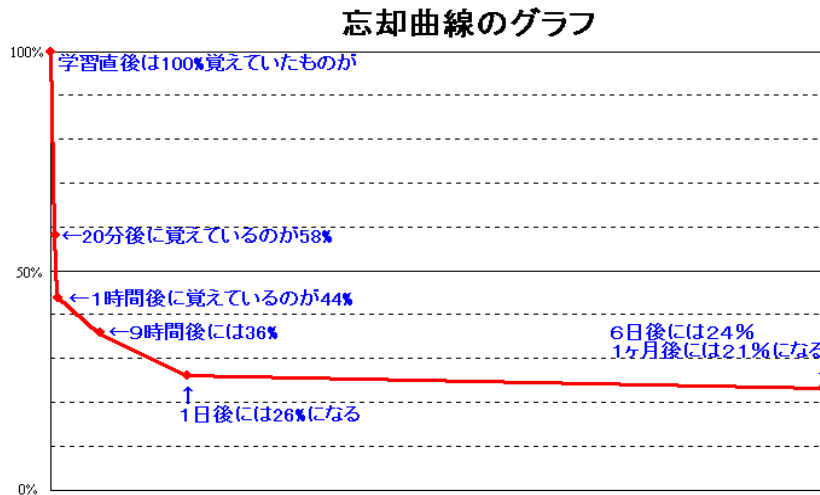 忘却曲線のグラフ
100%
学習直後は100%覚えていたものが
←20分後に覚えているのが58%
50%
←1時間後に覚えているのが44%
←9時間後には36%
6日後には24%
1ヶ月後には21%になる
↑
1日後には26%になる
0%